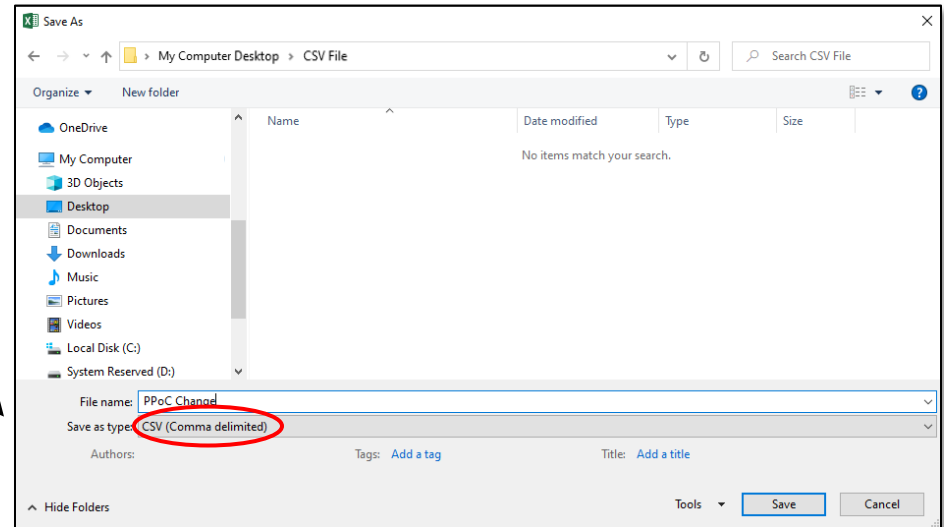 Save As
My Computer Desktop > CSV File
Search CSV File
Organize
New folder
Name
Date modified
Type
Size
No items match your search.
OneDrive
My Computer
3D Objects
Desktop
Documents
Downloads
Music
Pictures
Videos
Local Disk (C:)
System Reserved (D:)
File name: PPoC Change
Save as type: CSV (Comma delimited)
Authors:
Tags: Add a tag
Title: Add a title
Hide Folders
Tools
Save
Cancel